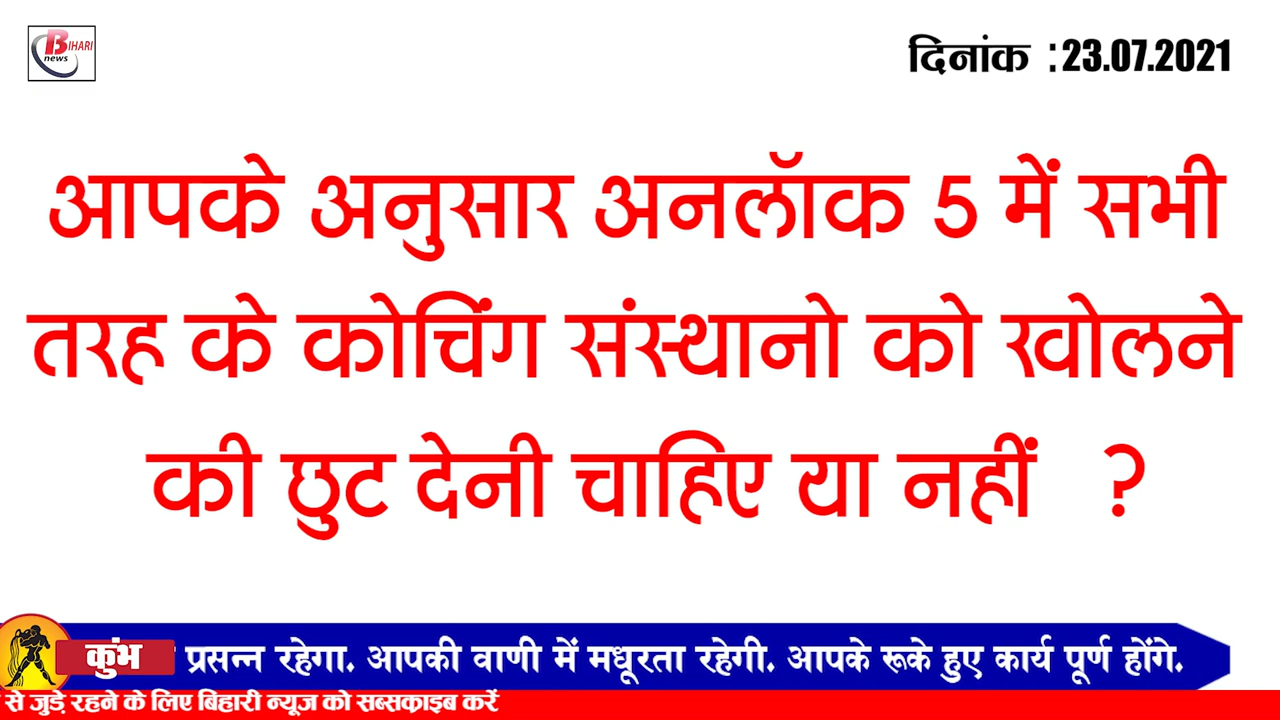 BIHARI
news
दिनांक :23.07.2021
आपके अनुसार अनलॉक 5 में सभी
तरह के कोचिंग संस्थानो को खोलने
की छुट देनी चाहिए या नहीं ?
कुंभ
प्रसन्न रहेगा. आपकी वाणी में मधूरता रहेगी. आपके रूके हुए कार्य पूर्ण होंगे.
से जुड़े रहने के लिए बिहारी न्यूज को सब्सक्राइब करें